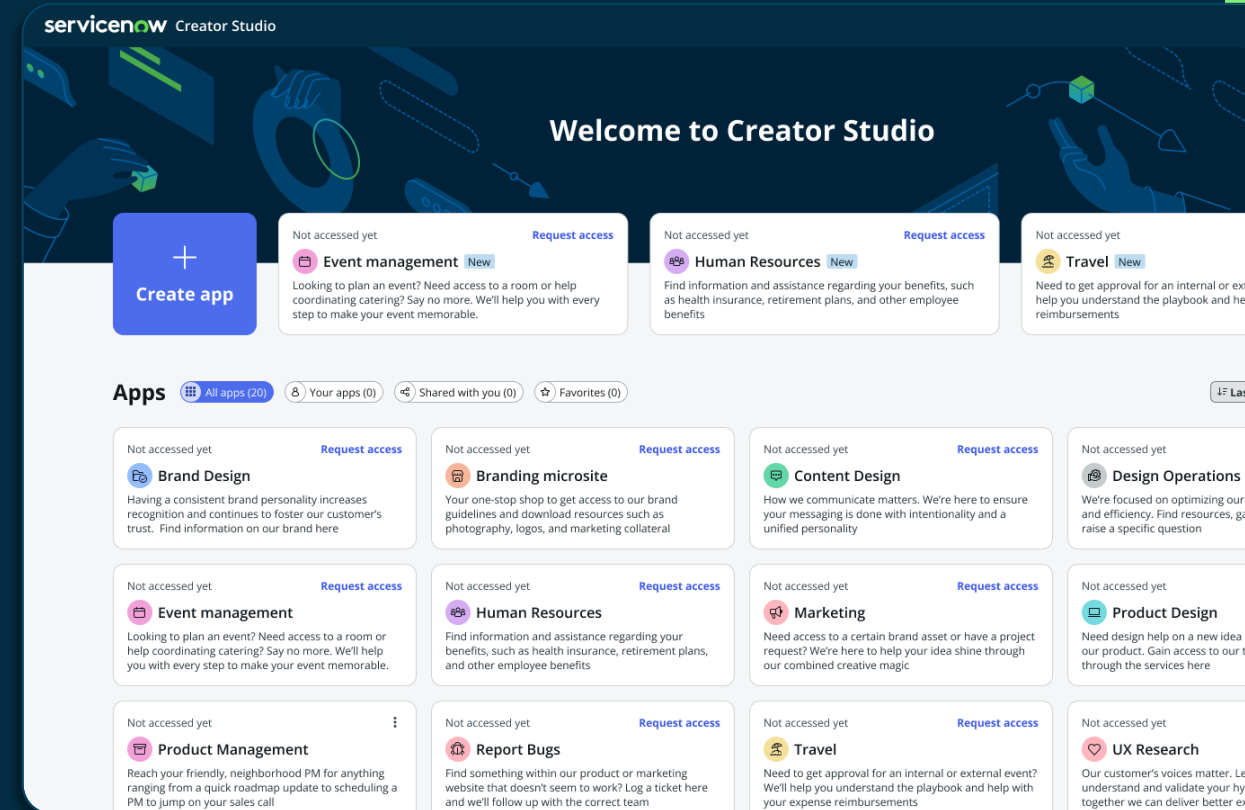 servicenow Creator Studio
Welcome to Creator Studio
Create app
Not accessed yet
Request access
Event management New
Looking to plan an event? Need access to a room or help
coordinating catering? Say no more. We'll help you with every
step to make your event memorable.
Not accessed yet
Request access
Human Resources New
Find information and assistance regarding your benefits, such
as health insurance, retirement plans, and other employee
benefits
Not accessed yet
Travel New
Need to get approval for an internal or
help you understand the playbook and
reimbursements
Apps
All apps (20)
Your apps (0)
Shared with you (0)
Favorites (0)
Not accessed yet
Request access
Brand Design
Having a consistent brand personality increases
recognition and continues to foster our customer's
trust. Find information on our brand here
Not accessed yet
Request access
Branding microsite
Your one-stop shop to get access to our brand
guidelines and download resources such as
photography, logos, and marketing collateral
Not accessed yet
Request access
Content Design
How we communicate matters. We're here to ensure
your messaging is done with intentionality and a
unified personality
Not accessed yet
Design Operations
We're focused on optimizing our
and efficiency. Find resources,
raise a specific question
Not accessed yet
Request access
Event management
Looking to plan an event? Need access to a room or
help coordinating catering? Say no more. We'll help
you with every step to make your event memorable.
Not accessed yet
Request access
Human Resources
Find information and assistance regarding your
benefits, such as health insurance, retirement plans,
and other employee benefits
Not accessed yet
Request access
Marketing
Need access to a certain brand asset or have a project
request? We're here to help your idea shine through
our combined creative magic
Not accessed yet
Product Design
Need design help on a new idea
our product. Gain access to our
through the services here
Not accessed yet
Product Management
Reach your friendly, neighborhood PM for anything
ranging from a quick roadmap update to scheduling a
PM to jump on your sales call
Not accessed yet
Request access
Report Bugs
Find something within our product or marketing
website that doesn't seem to work? Log a ticket here
and we'll follow up with the correct team
Not accessed yet
Request access
Travel
Need to get approval for an internal or external event?
We'll help you understand the playbook and help with
your expense reimbursements
Not accessed yet
UX Research
Our customer's voices matter.
understand and validate your
together we can deliver better